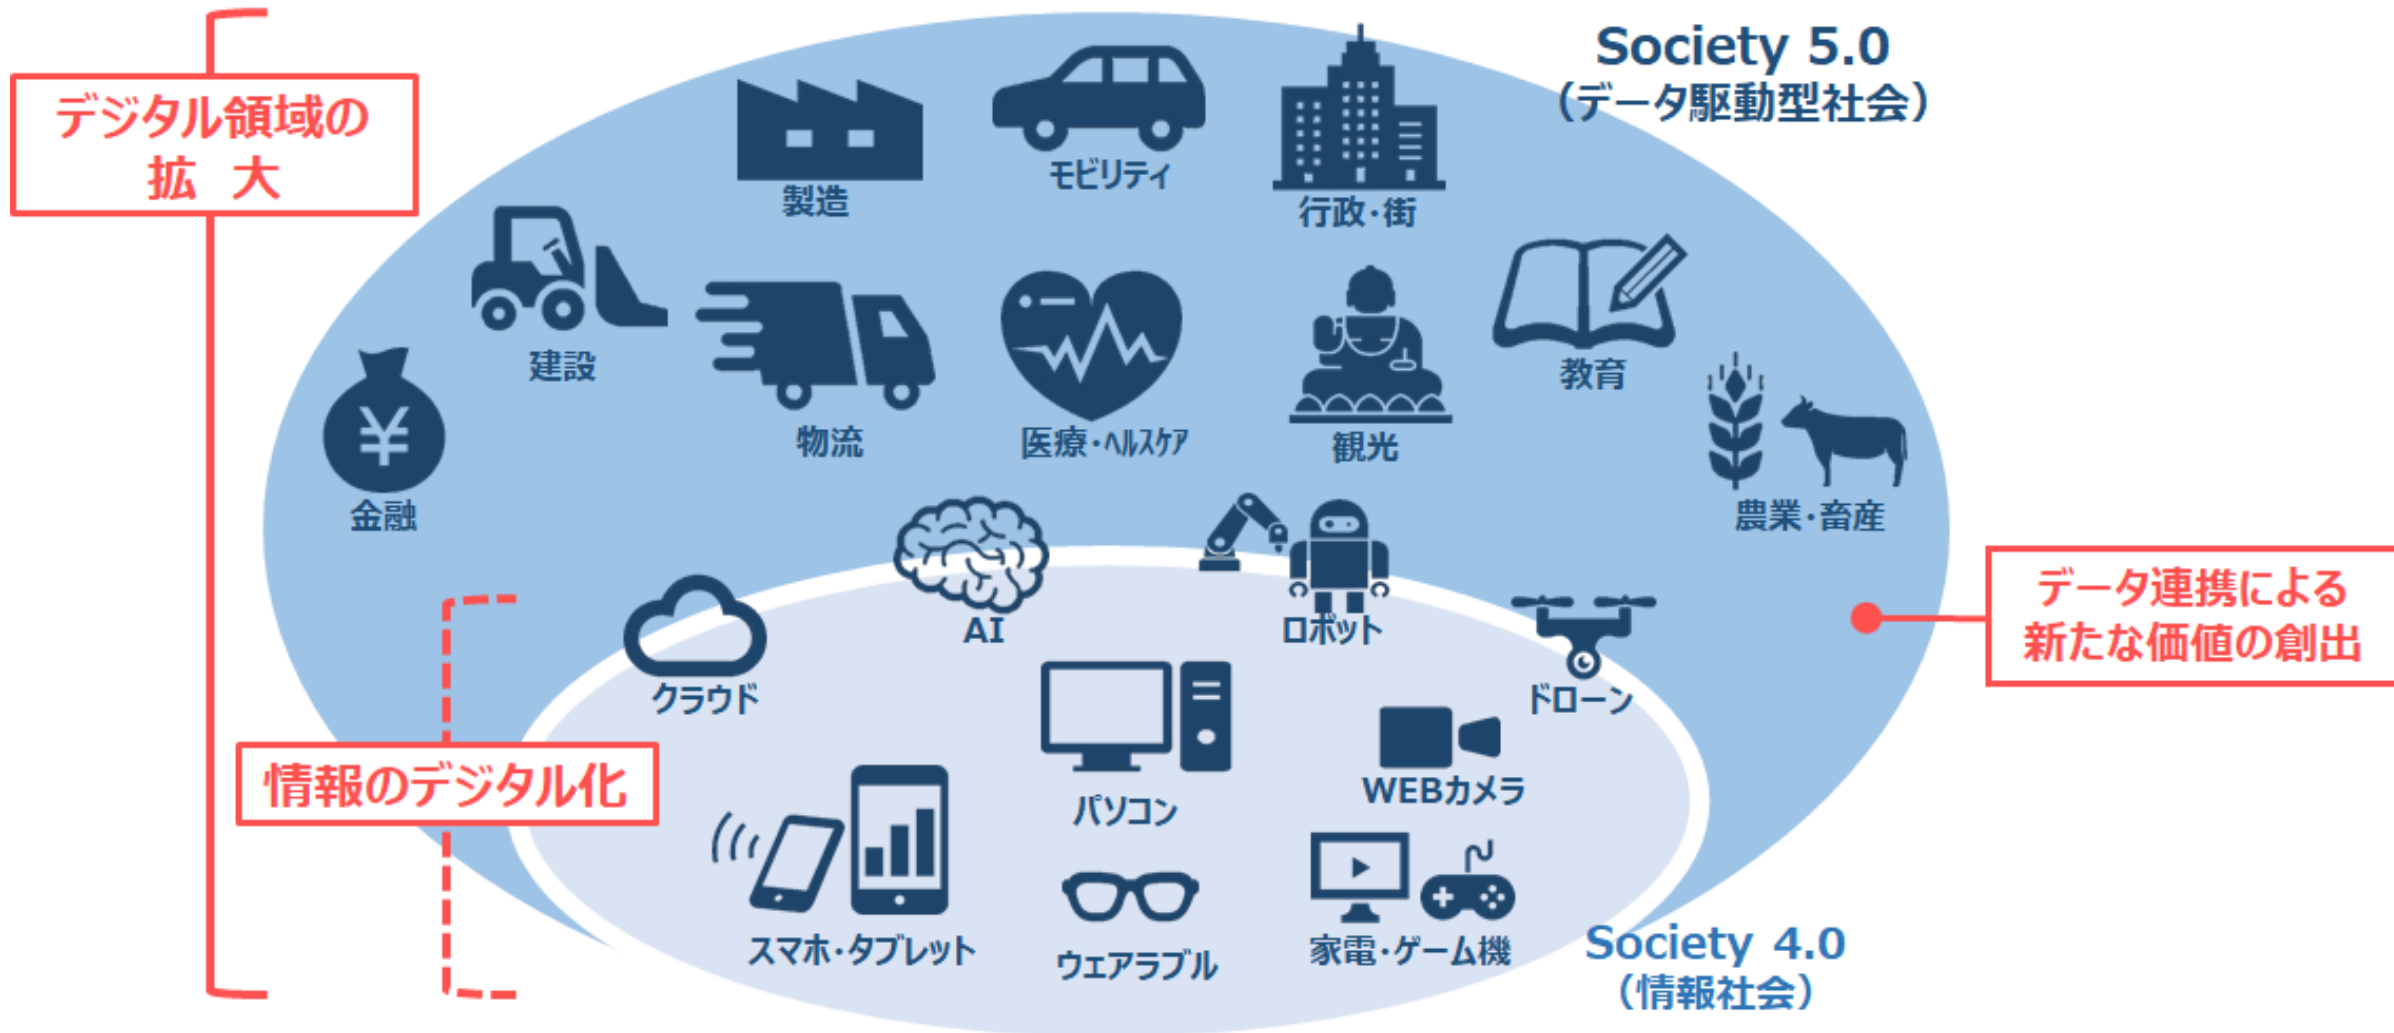 Society 5.0
（データ駆動型社会）
デジタル領域の
拡 大
製造
モビリティ
行政・街
建設
物流
医療・ヘルスケア
観光
教育
¥
金融
農業・畜産
データ連携による
新たな価値の創出
クラウド
AI
ロボット
ドローン
情報のデジタル化
パソコン
WEBカメラ
スマホ・タブレット
ウェアラブル
家電・ゲーム機
Society 4.0
（情報社会）